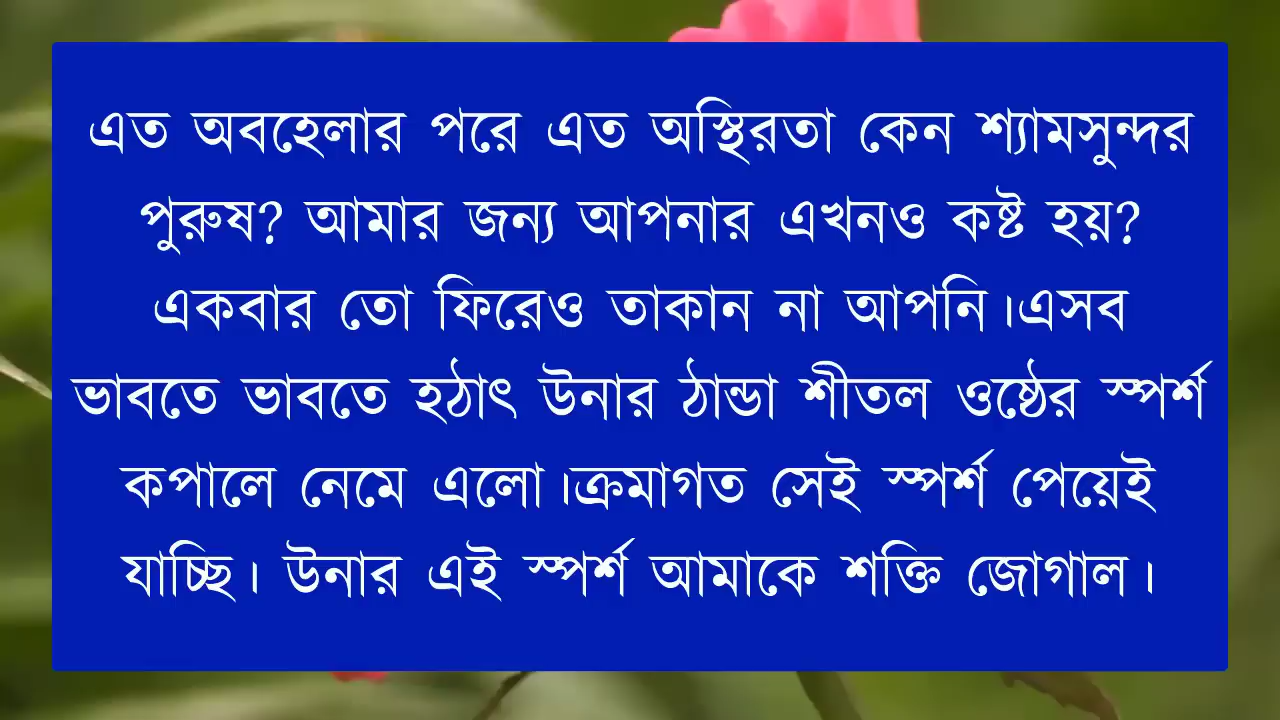 এত অবহেলার পরে এত অস্থিরতা কেন শ্যামসুন্দর
পুরুষ? আমার জন্য আপনার এখনও কষ্ট হয়?
একবার তো ফিরেও তাকান না আপনি।এসব
ভাবতে ভাবতে হঠাৎ উনার ঠান্ডা শীতল ওষ্ঠের স্পর্শ
কপালে নেমে এলো।ক্রমাগত সেই স্পর্শ পেয়েই
যাচ্ছি। উনার এই স্পর্শ আমাকে শক্তি জোগাল।